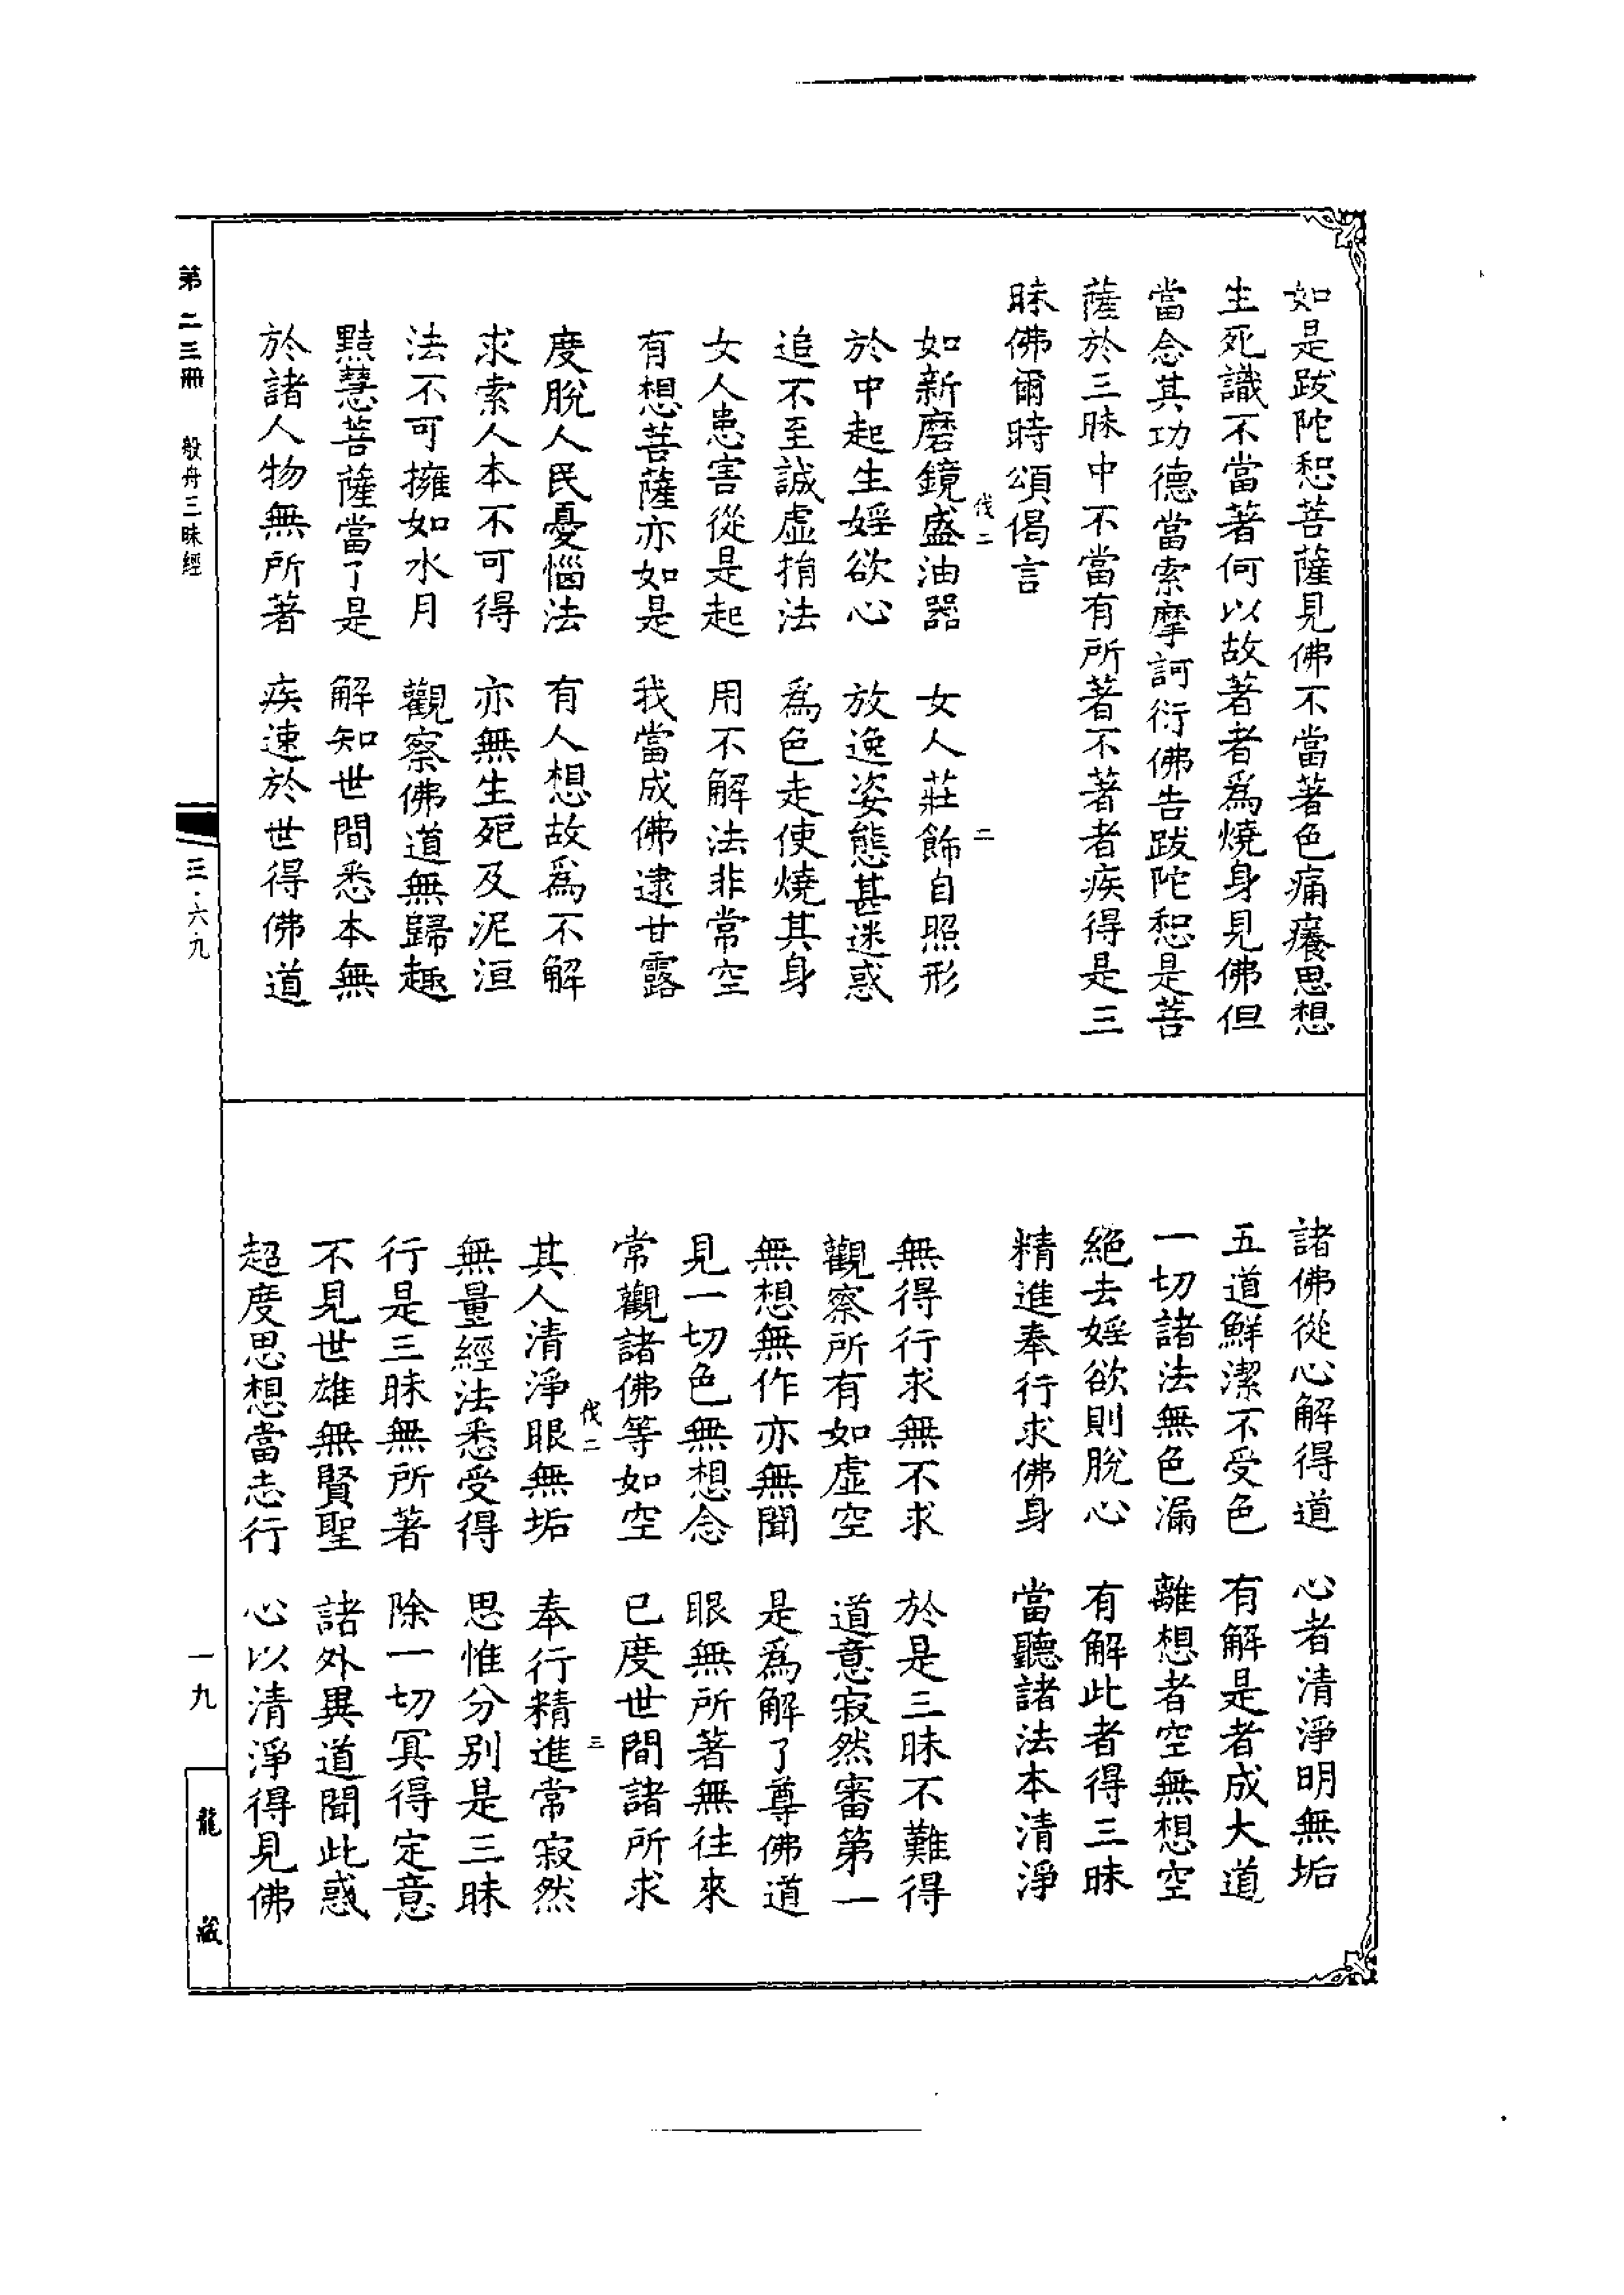 如是跋陀惒菩薩見佛不當著色痛癢思想
生死識不當著何以故著者爲燒身見佛但
當念其功德當索摩訶衍佛告跋陀惒是菩
薩於三昧中不當有所著不著者疾得是三
昧佛爾時頌偈言
如新磨鏡盛油器　女人莊飾自照形
伐二　二
於中起生婬欲心　放逸姿態甚迷惑
追不至誠虛捐法　爲色走使燒其身
女人患害從是起　用不解法非常空
有想菩薩亦如是　我當成佛逮甘露
度脫人民憂惱法　有人想故爲不解
求索人本不可得　亦無生死及泥洹
法不可擁如水月　觀察佛道無歸趣
黠慧菩薩當了是　解知世間悉本無
於諸人物無所著　疾速於世得佛道
第二三冊　般舟三昧經　三·六九
諸佛從心解得道　心者清淨明無垢
五道鮮潔不受色　有解是者成大道
一切諸法無色漏　離想者空無想空
絕去婬欲則脫心　有解此者得三昧
精進奉行求佛身　當聽諸法本清淨
無得行求無不求　於是三昧不難得
觀察所有如虛空　道意寂然審第一
無想無作亦無聞　是爲解了尊佛道
見一切色無想念　眼無所著無往來
常觀諸佛等如空　已度世間諸所求
伐二　三
其人清淨眼無垢　奉行精進常寂然
無量經法悉受得　思惟分別是三昧
行是三昧無所著　除一切冥得定意
不見世雄無賢聖　諸外異道聞此惑
超度思想當志行　心以清淨得見佛
一九　龍藏